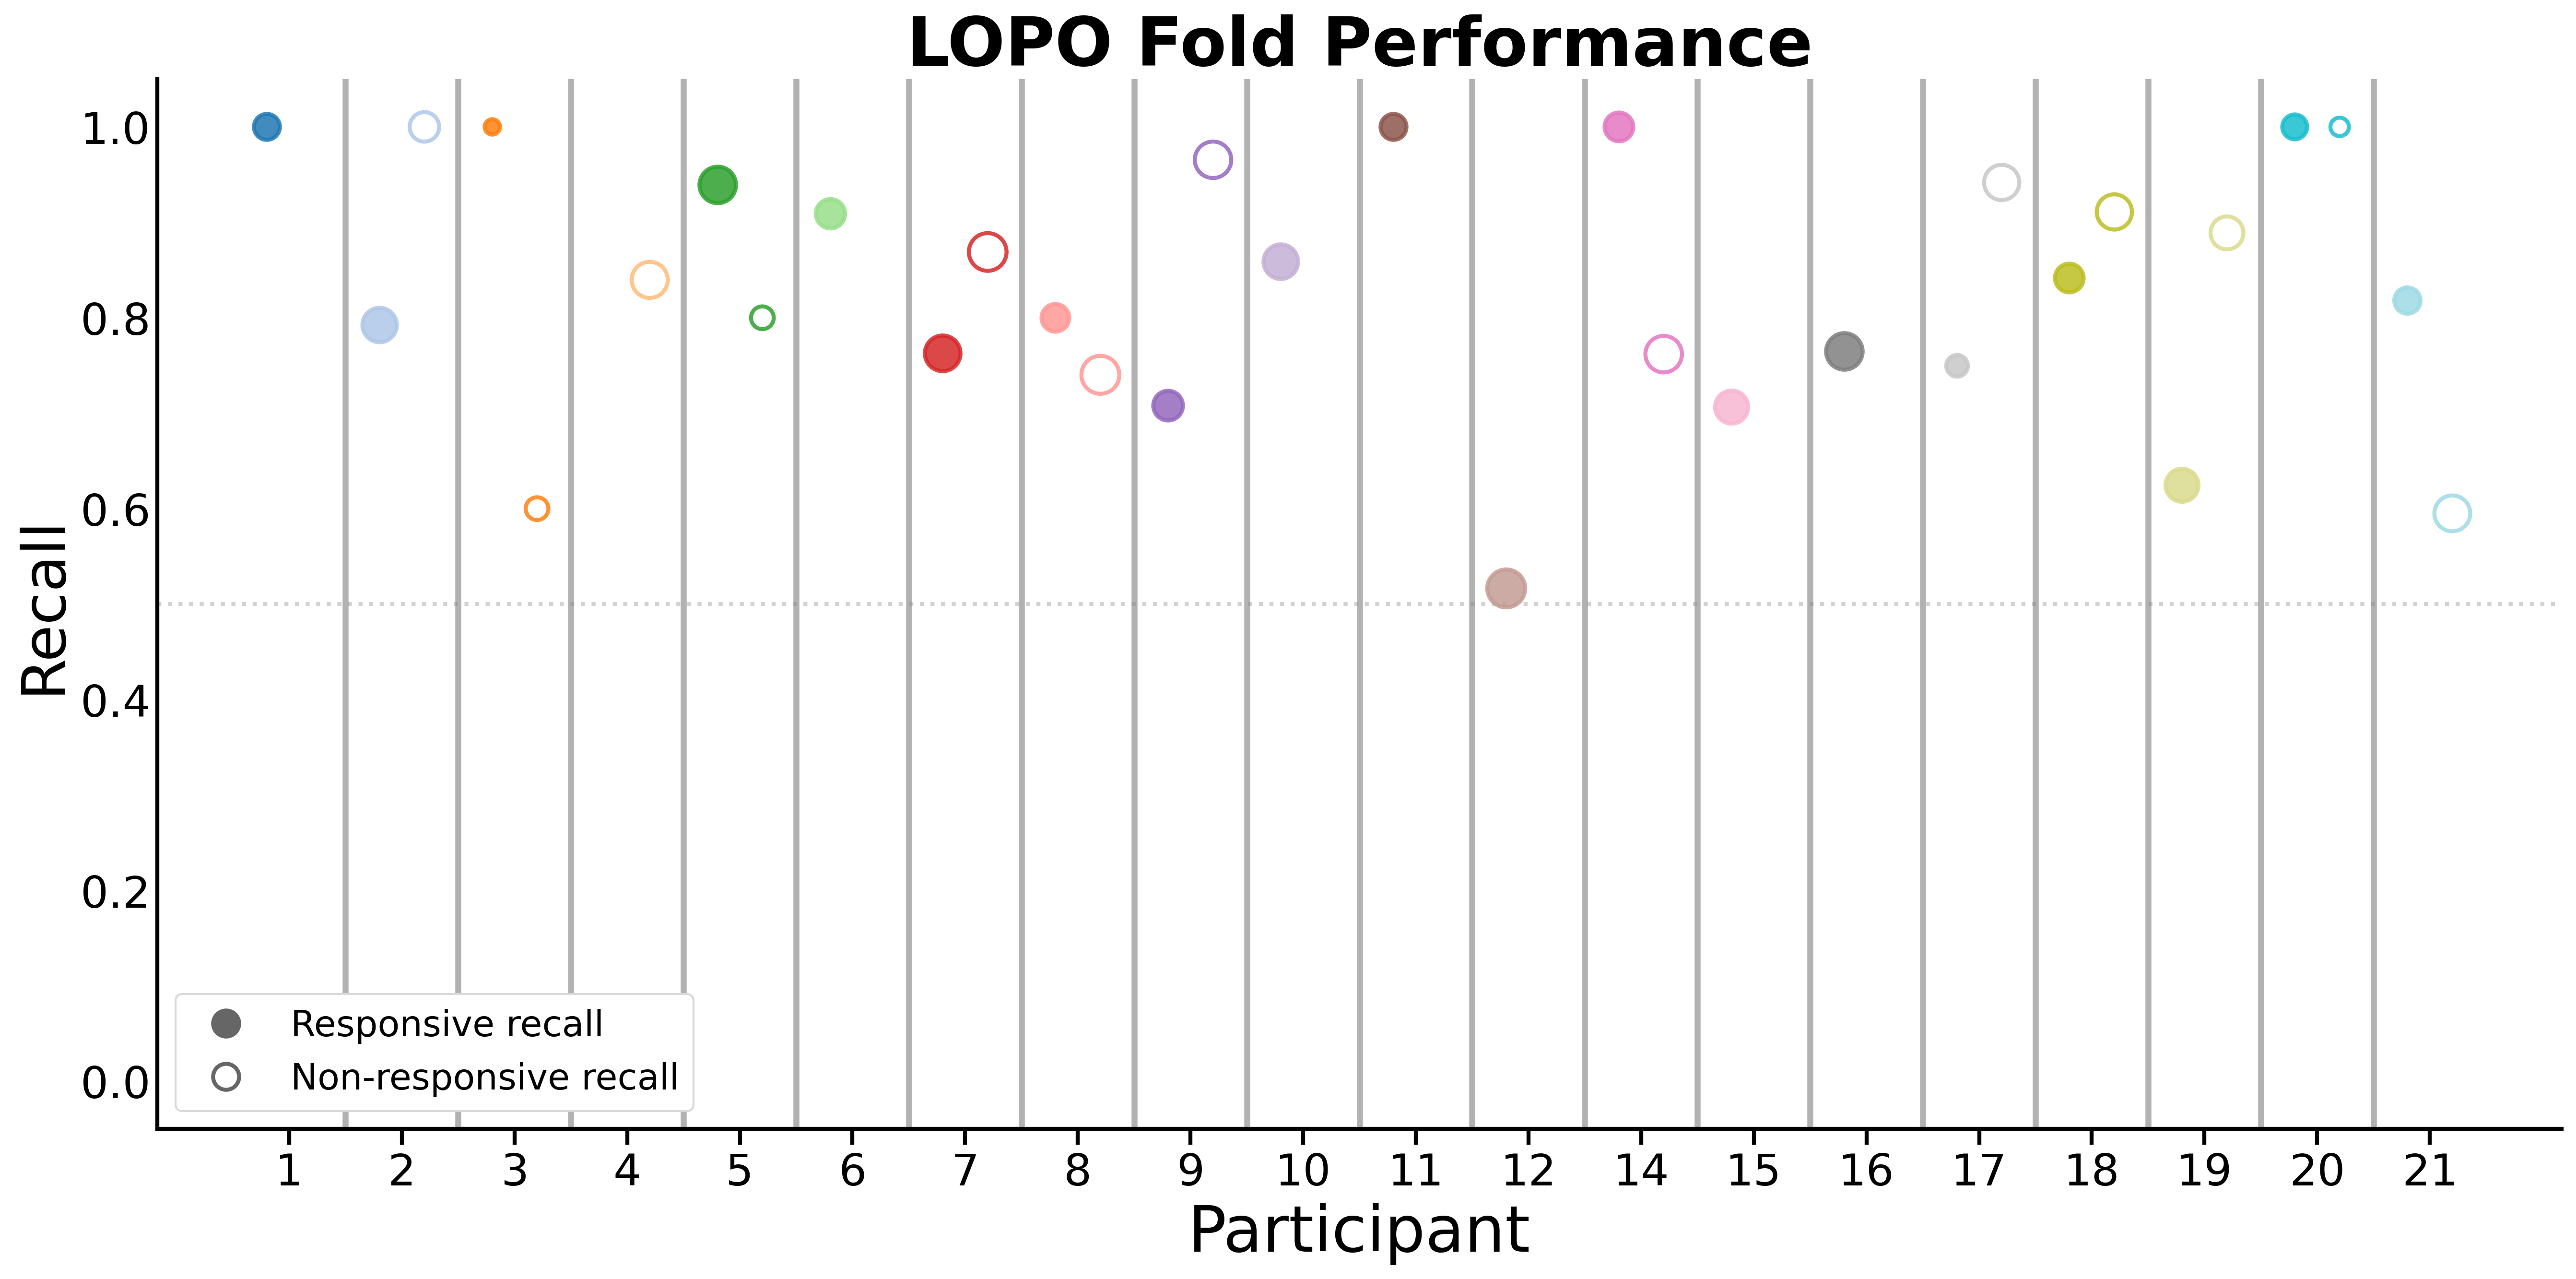 LOPO Fold Performance
1.0
0.8
0.6
0.4
0.2
0.0
Recall
Responsive recall
Non-responsive recall
1 2 3 4 5 6 7 8 9 10 11 12 14 15 16 17 18 19 20 21
Participant